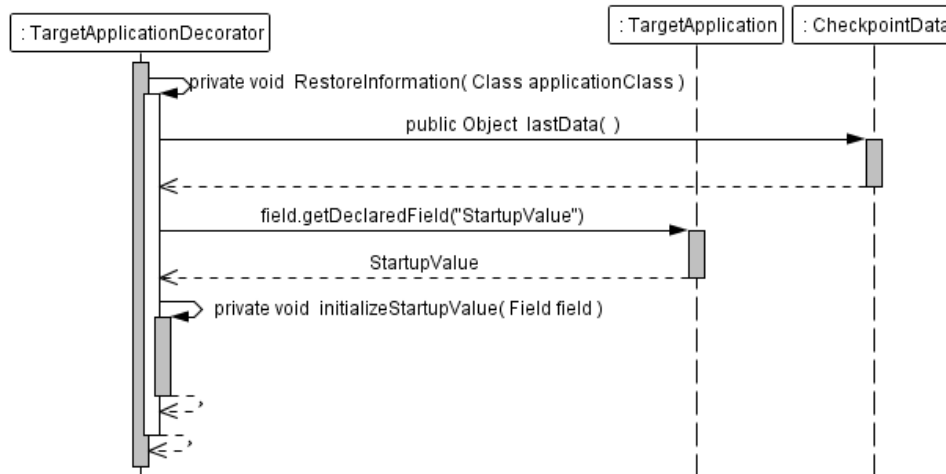 : TargetApplicationDecorator
: TargetApplication
: CheckpointData
private void RestoreInformation( Class applicationClass )
public Object lastData( )
field.getDeclaredField("StartupValue")
StartupValue
private void initializeStartupValue( Field field )